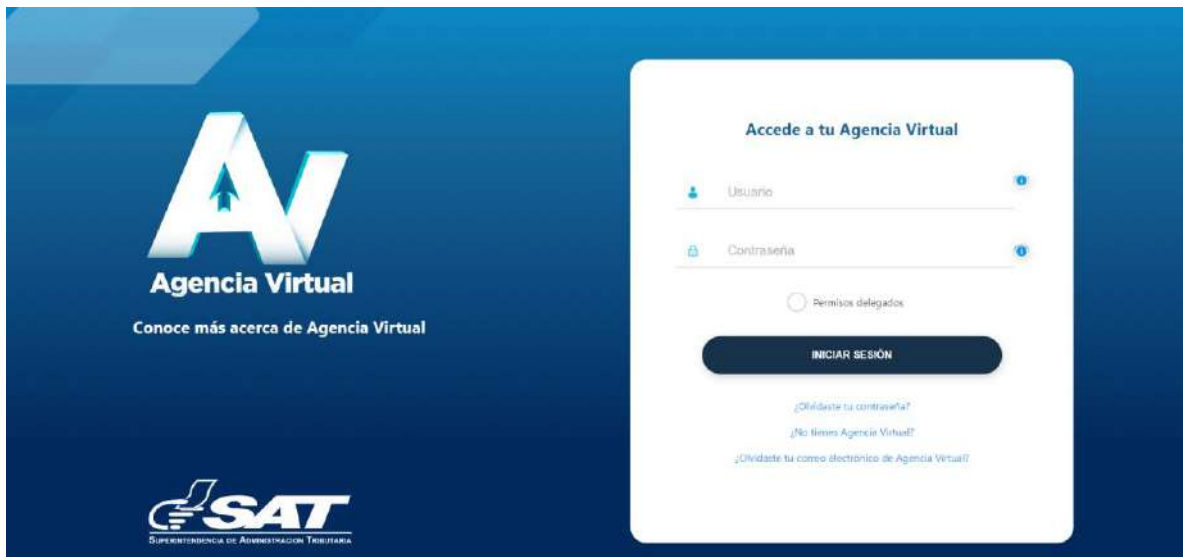 AV
Agencia Virtual
Conoce más acerca de Agencia Virtual
SAT
SUPERINTENDENCIA DE ADMINISTRACION TRIBUTARIA
Accede a tu Agencia Virtual
Usuario
Contraseña
Permisos delegados
INICIAR SESIÓN
¿Olvidaste tu contraseña?
¿No tienes Agencia Virtual?
¿Olvidaste tu correo electrónico de Agencia Virtual?